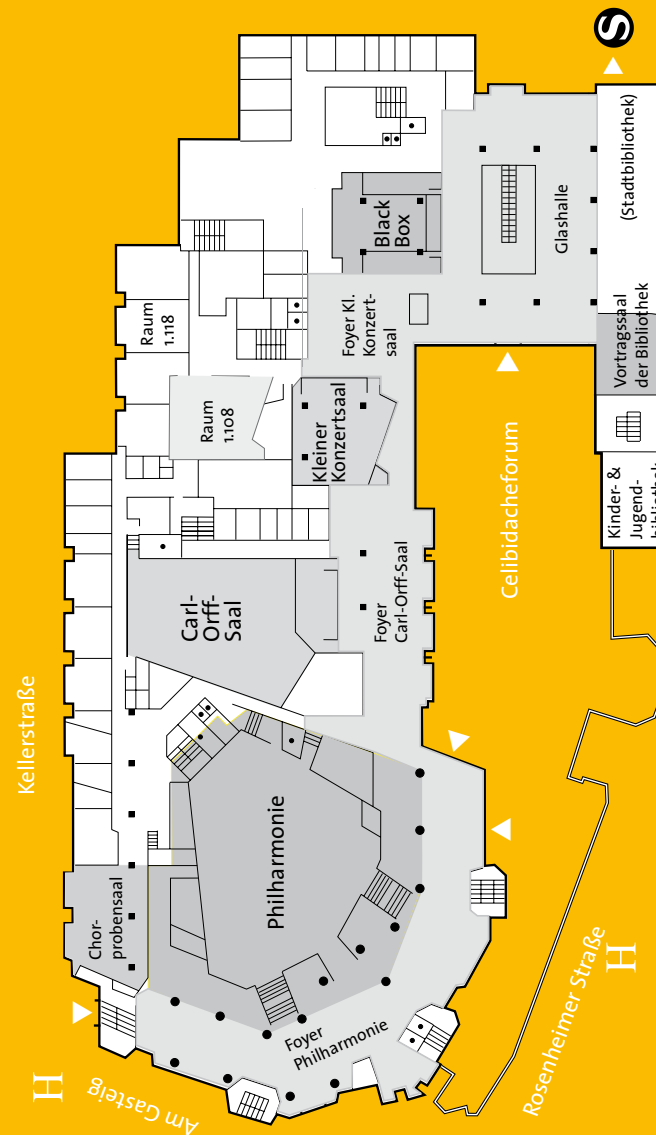 S
(Stadtbibliothek)
Glashalle
Black
Box
Vortragssaal
der Bibliothek
Foyer Kl.
Konzert-
saal
Raum
1.118
Raum
1.108
Kleiner
Konzertsaal
Kinder- &
Jugend-
bibliothek
Celibidacheforum
Foyer
Carl-Orff-Saal
Carl-
Orff-
Saal
Kellerstraße
Philharmonie
Chor-
probensaal
Foyer
Philharmonie
Rosenheimer Straße
H
Am Gasteig
H